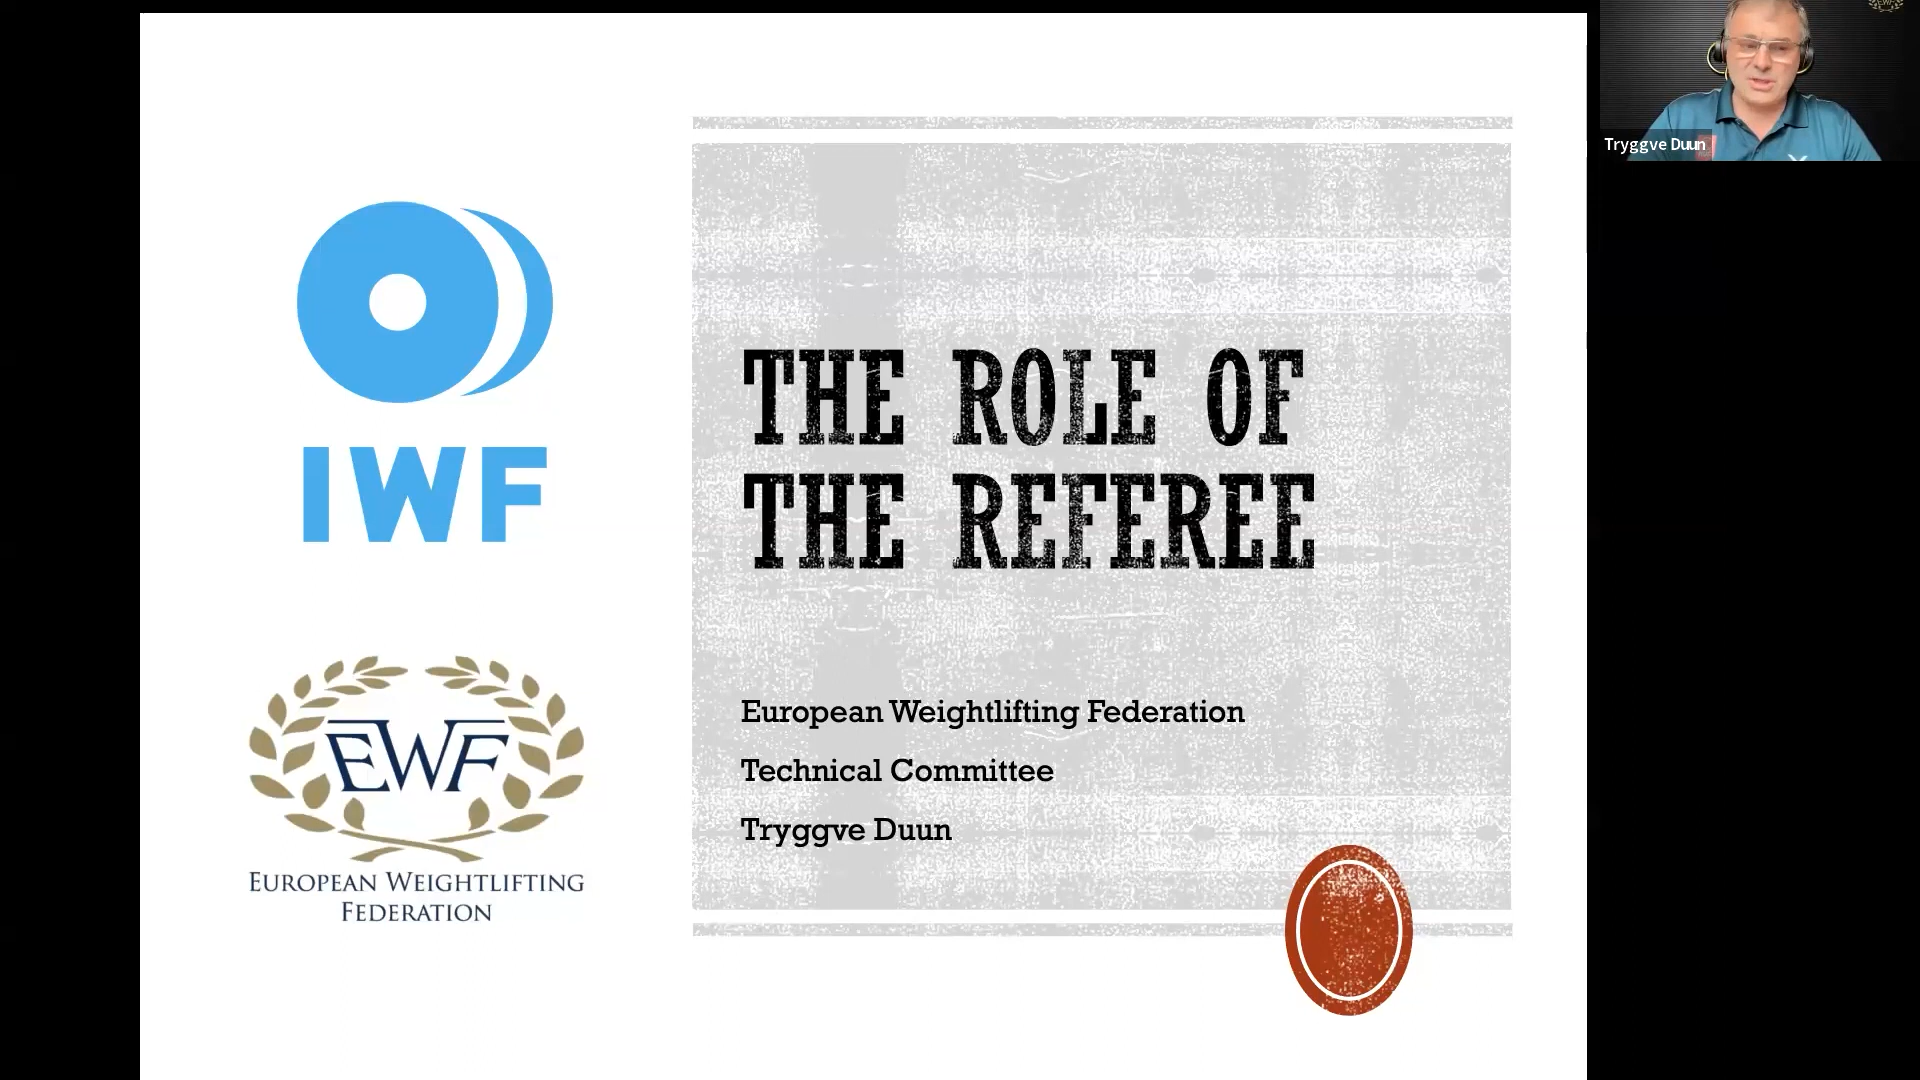 IWF
EWF
EUROPEAN WEIGHTLIFTING
FEDERATION
THE ROLE OF
THE REFEREE
European Weightlifting Federation
Technical Committee
Tryggve Duun
Tryggve Duun